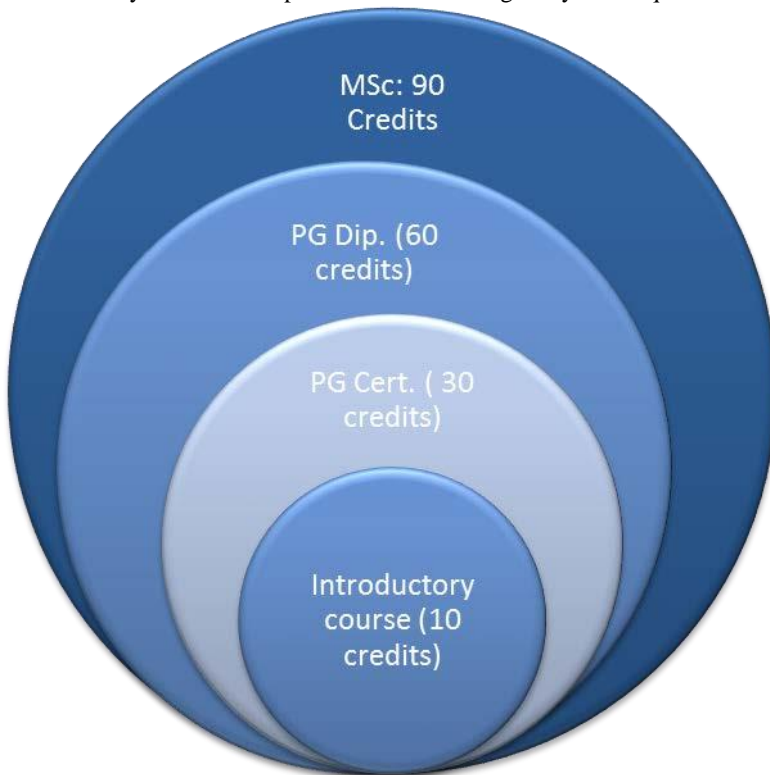 MSc: 90
Credits
PG Dip. (60
credits)
PG Cert. ( 30
credits)
Introductory
course (10
credits)